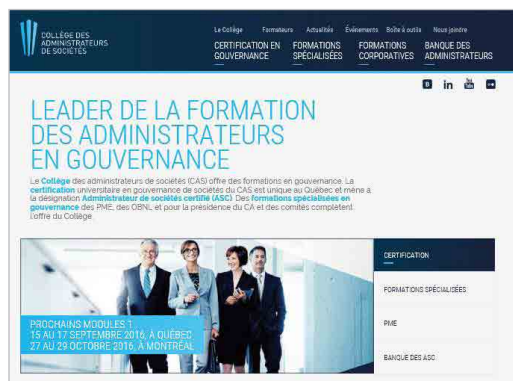 COLLÈGE DES
ADMINISTRATEURS
DE SOCIÉTÉS
Le Collège Formateurs Actualités Événements Boîte à outils Nous joindre
CERTIFICATION EN
GOUVERNANCE
FORMATIONS
SPÉCIALISÉES
FORMATIONS
CORPORATIVES
BANQUE DES
ADMINISTRATEURS
in
LEADER DE LA FORMATION
DES ADMINISTRATEURS
EN GOUVERNANCE
Le Collège des administrateurs de sociétés (CAS) offre des formations en gouvernance. La
certification universitaire en gouvernance de sociétés du CAS est unique au Québec et mène à
la désignation Administrateur de sociétés certifié (ASC). Des formations spécialisées en
gouvernance des PME, des OBNL et pour la présidence du CA et des comités complètent
l'offre du Collège.
PROCHAINS MODULES 1 :
15 AU 17 SEPTEMBRE 2016, À QUÉBEC
27 AU 29 OCTOBRE 2016, À MONTRÉAL
CERTIFICATION
FORMATIONS SPÉCIALISÉES
PME
BANQUE DES ASC